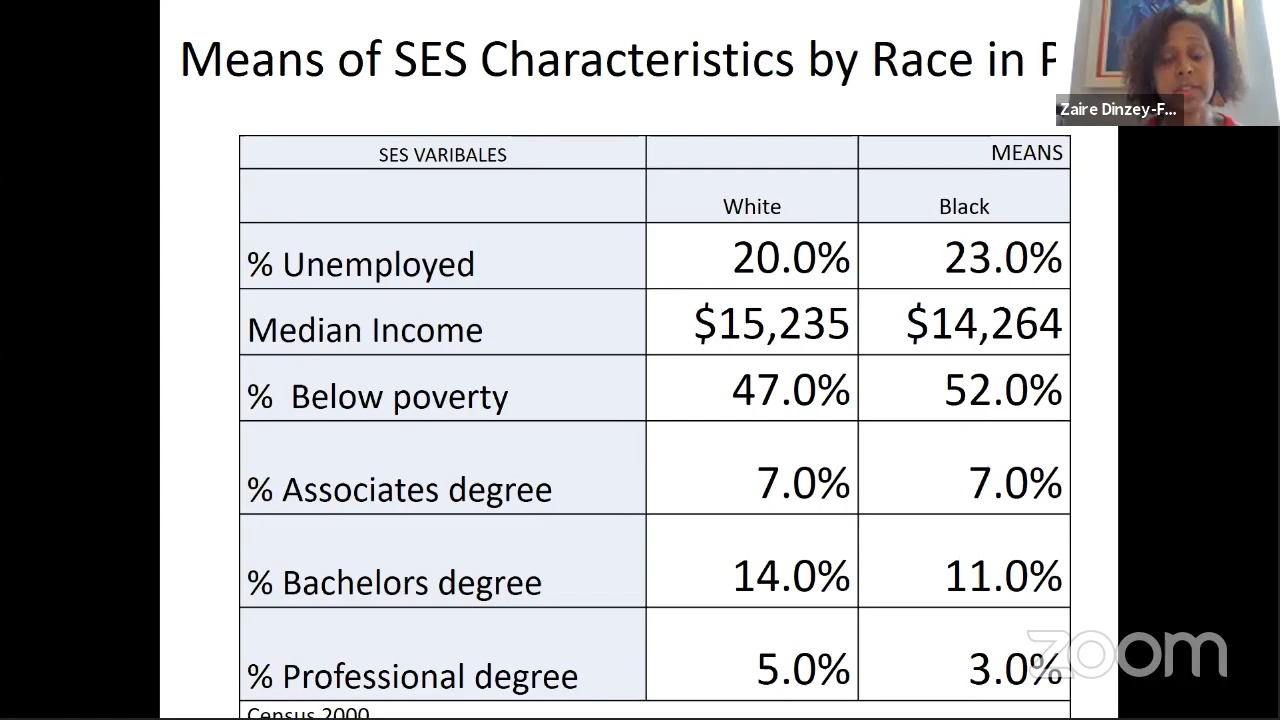 Means of SES Characteristics by Race in P
Zaire Dinzey-F...
SES VARIBALES MEANS
White Black
% Unemployed 20.0% 23.0%
Median Income $15,235 $14,264
% Below poverty 47.0% 52.0%
% Associates degree 7.0% 7.0%
% Bachelors degree 14.0% 11.0%
% Professional degree 5.0% 3.0%
Census 2000
zoom